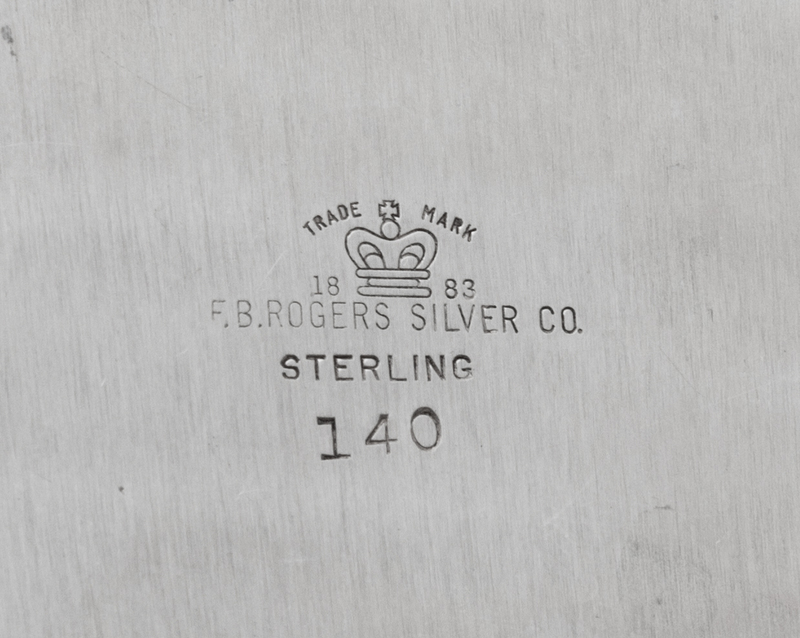 TRADE MARK
18 83
F.B.ROGERS SILVER CO.
STERLING
140